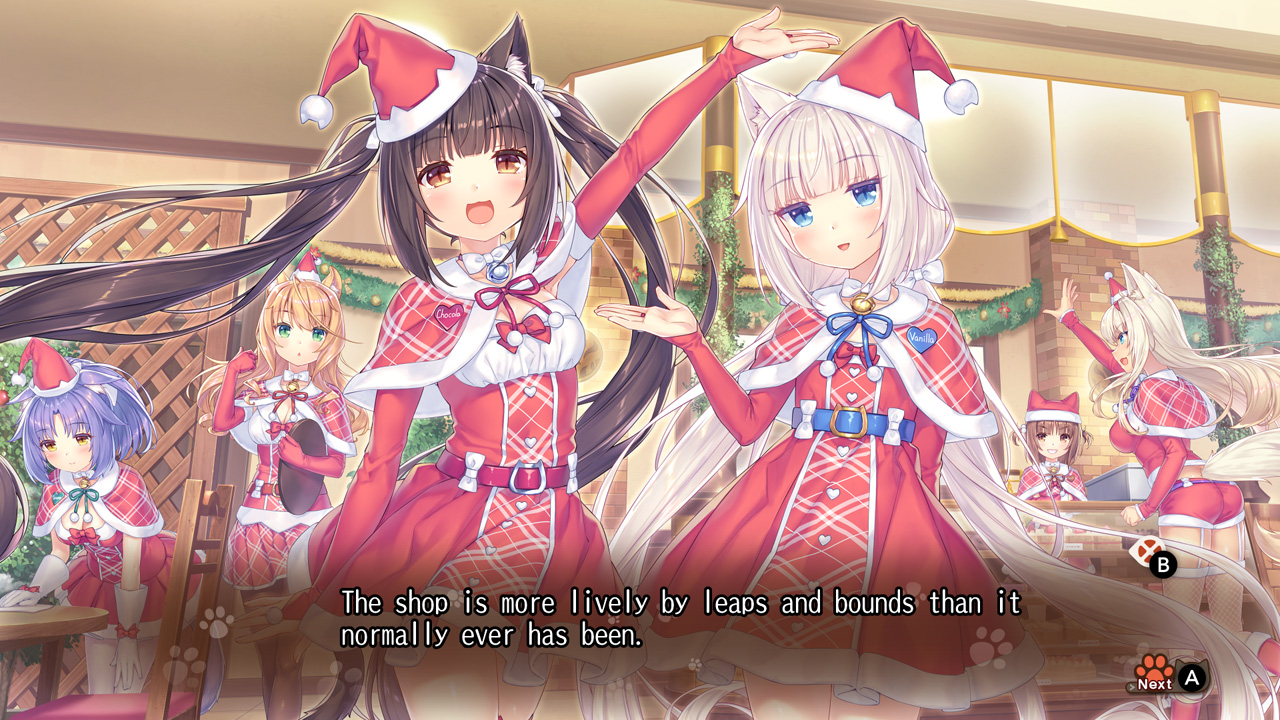 Chocola
Vanilla
The shop is more lively by leaps and bounds than it
normally ever has been.
B
Next A